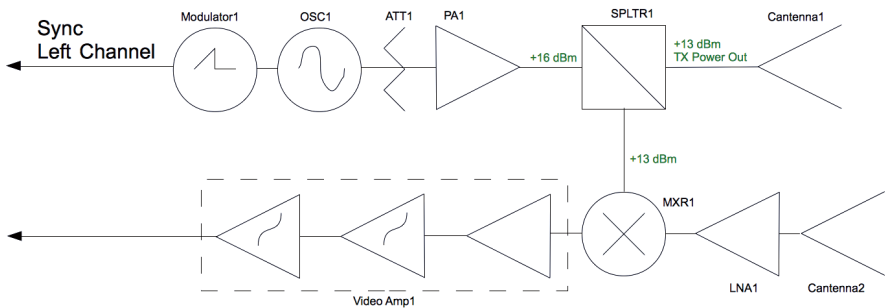 Modulator1
OSC1
ATT1
PA1
SPLTR1
Cantenna1
Sync
Left Channel
+16 dBm
+13 dBm
TX Power Out
+13 dBm
MXR1
LNA1
Cantenna2
Video Amp1